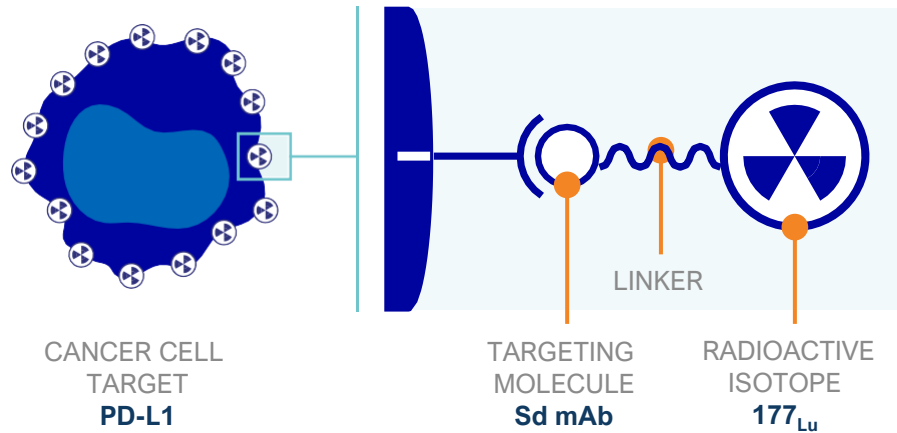 LINKER
CANCER CELL
TARGET
PD-L1
TARGETING
MOLECULE
Sd mAb
RADIOACTIVE
ISOTOPE
177Lu